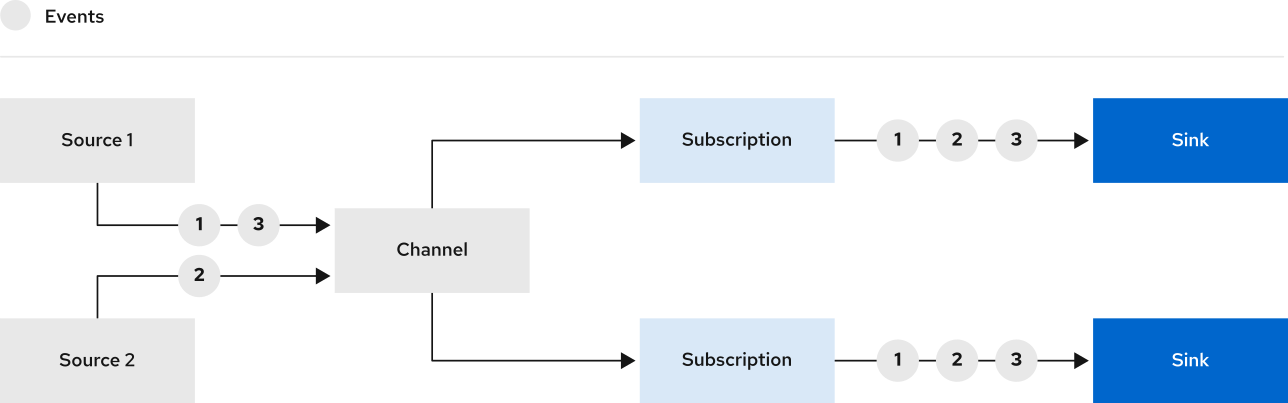 Events
Source 1
Subscription
1 2 3
Sink
1 3
Channel
2
Source 2
Subscription
1 2 3
Sink